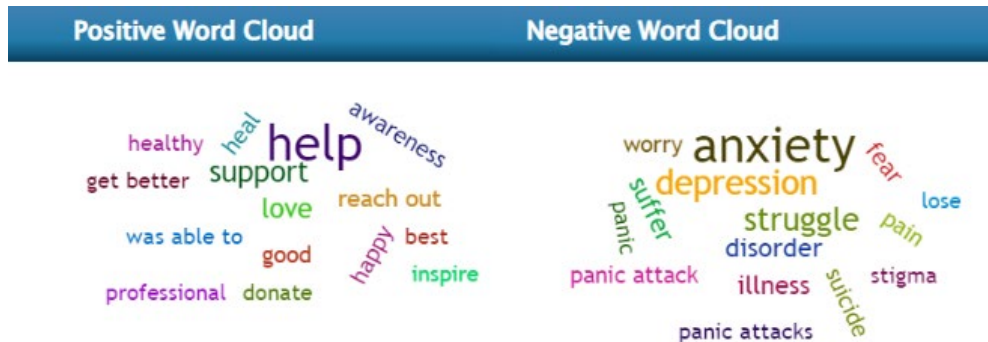 Positive Word Cloud
Negative Word Cloud
awareness
healthy
heal
help
support
get better
love
reach out
was able to
good
happy
best
inspire
professional
donate
worry
anxiety
fear
depression
suffer
lose
panic
struggle
pain
disorder
panic attack
illness
suicide
stigma
panic attacks